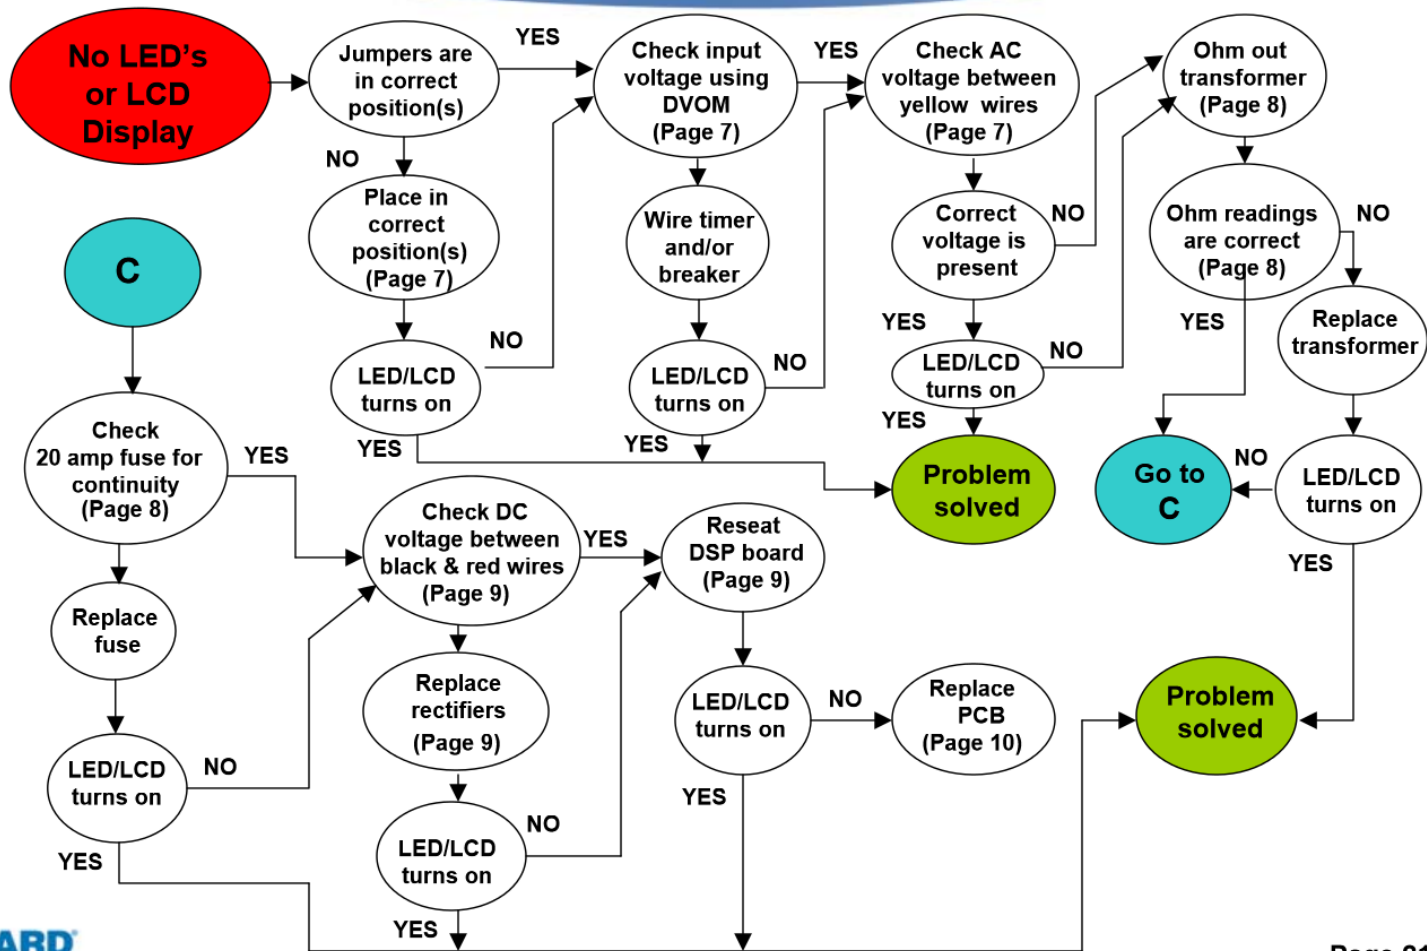 No LED's
or LCD
Display
Jumpers are
in correct
position(s)
YES
Check input
voltage using
DVOM
(Page 7)
YES
Check AC
voltage between
yellow wires
(Page 7)
Ohm out
transformer
(Page 8)
NO
Place in
correct
position(s)
(Page 7)
Wire timer
and/or
breaker
Correct
voltage is
present
NO
Ohm readings
are correct
(Page 8)
NO
YES
YES
Replace
transformer
LED/LCD
turns on
NO
LED/LCD
turns on
NO
LED/LCD
turns on
NO
YES
YES
YES
Problem
solved
Go to
C
NO
LED/LCD
turns on
YES
C
Check
20 amp fuse for
continuity
(Page 8)
YES
Check DC
voltage between
black & red wires
(Page 9)
YES
Reseat
DSP board
(Page 9)
Replace
fuse
Replace
rectifiers
(Page 9)
LED/LCD
turns on
NO
Replace
PCB
(Page 10)
Problem
solved
LED/LCD
turns on
NO
LED/LCD
turns on
NO
YES
YES
YES